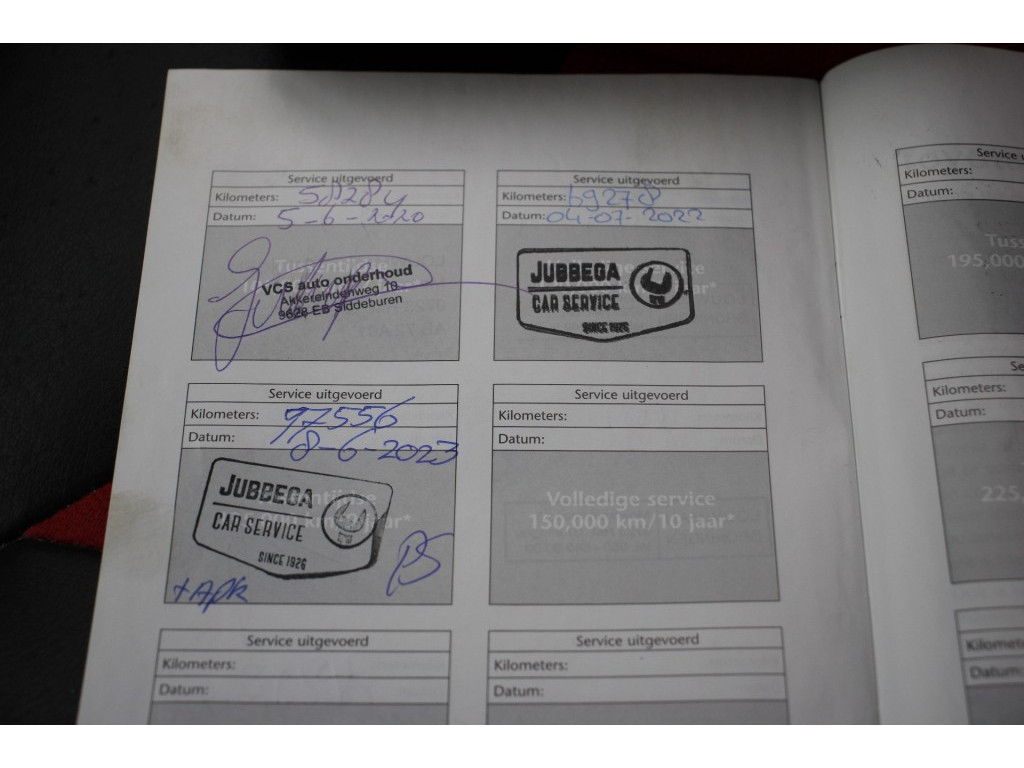 Service uitgevoerd
Kilometers: 58284
Datum: 5-6-2020
VCS auto onderhoud
Akkereindenweg 18
9628 EB Siddeburen
Service uitgevoerd
Kilometers: 69278
Datum: 04-07-2022
JUBBEGA
CAR SERVICE
SINCE 1926
Service uitgevoerd
Kilometers: 77556
Datum: 8-6-2023
JUBBEGA
CAR SERVICE
SINCE 1926
+ APK
Service uitgevoerd
Kilometers:
Datum:
Volledige service
150,000 km/10 jaar*
Service uitgevoerd
Kilometers:
Datum:
Service uitgevoerd
Kilometers:
Datum:
Service
Kilometers:
Datum:
195,000
Kilometers:
Datum:
225
Kilometers:
Datum: